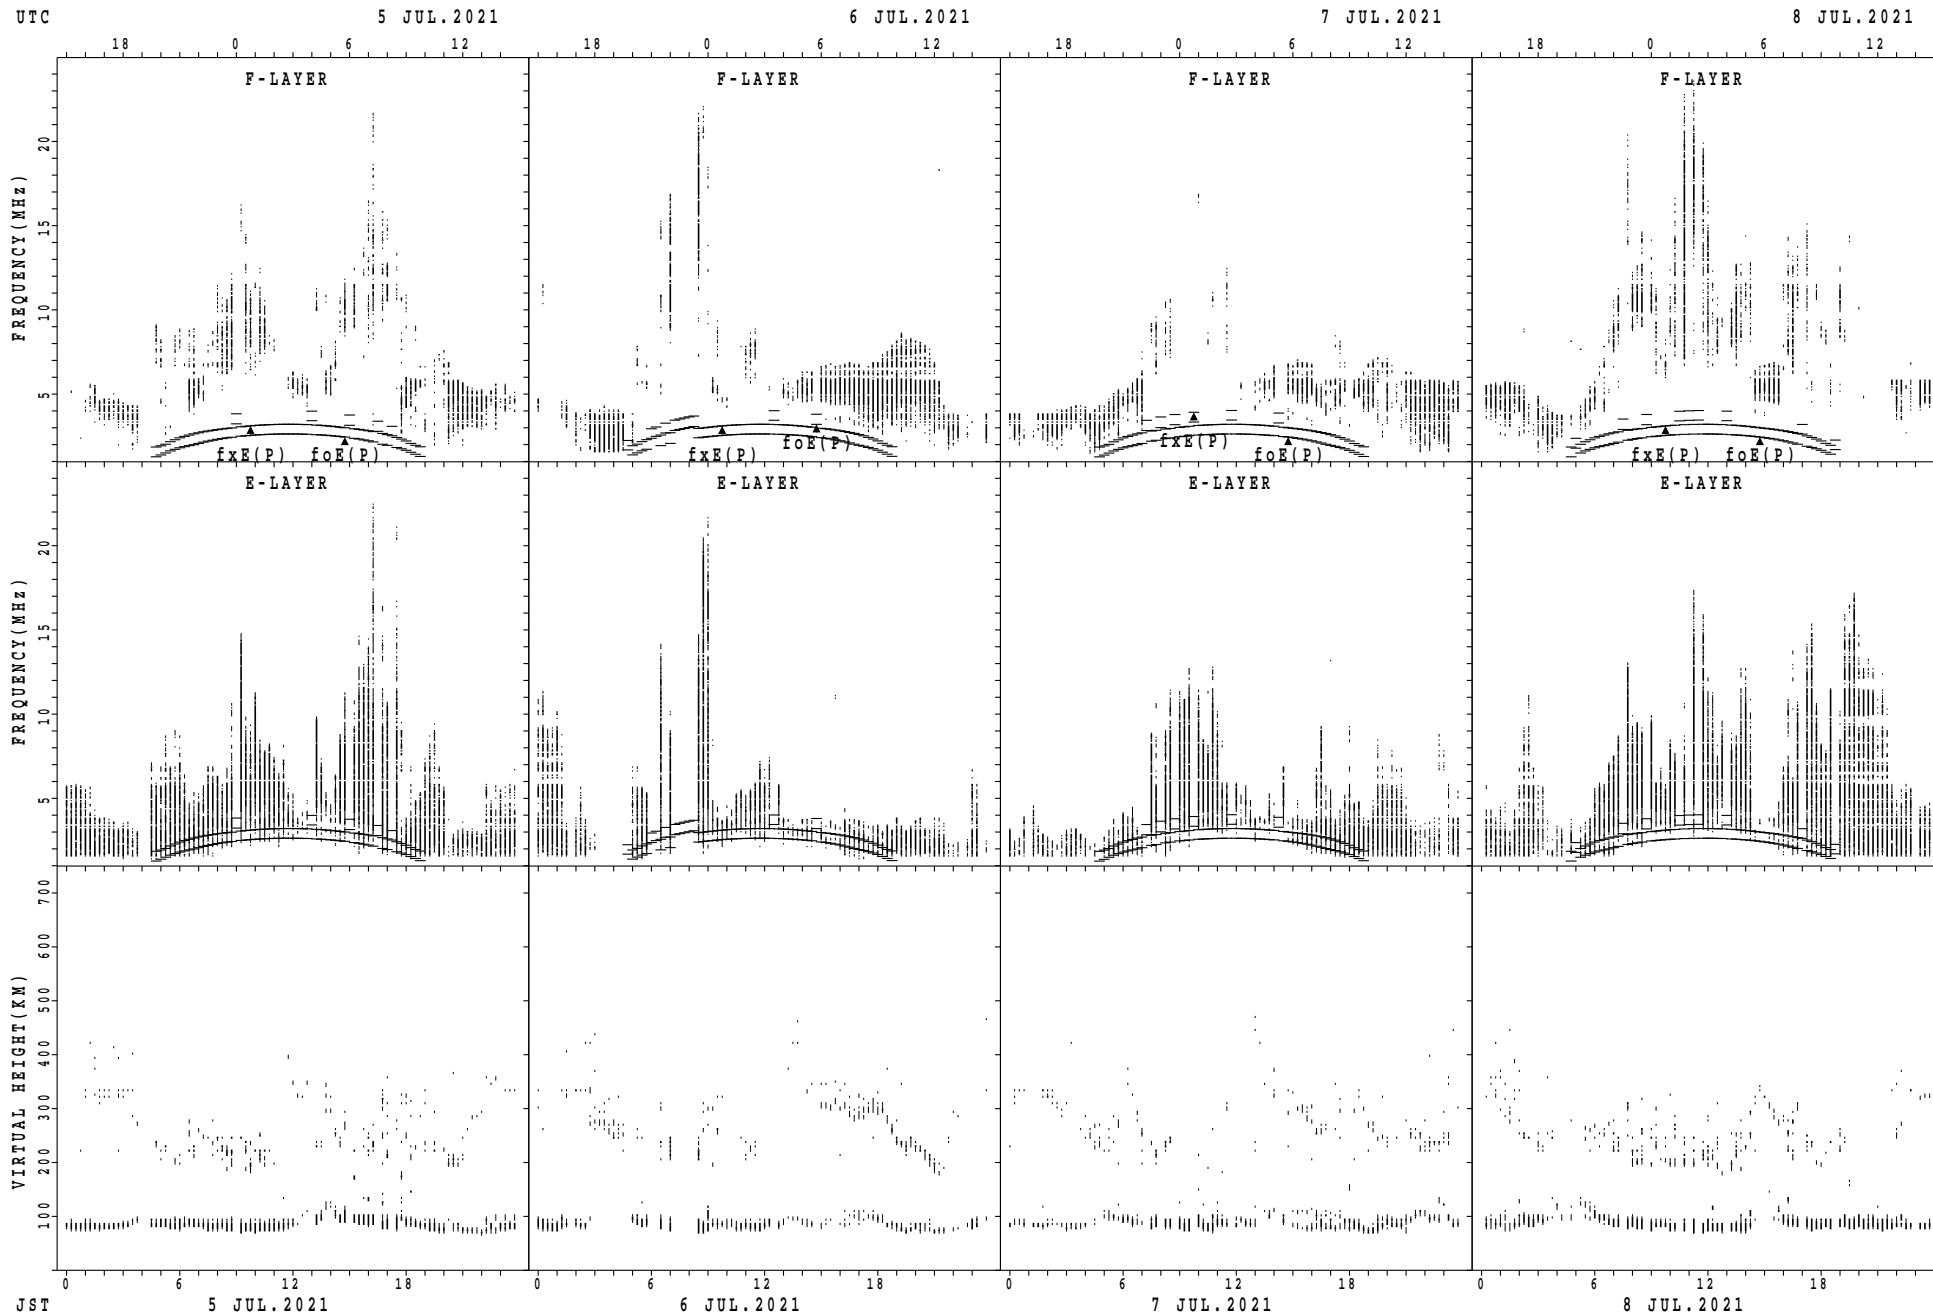 UTC 5 JUL.2021 6 JUL.2021 7 JUL.2021 8 JUL.2021
18 0 6 12 18 0 6 12 18 0 6 12 18 0 6 12
F-LAYER F-LAYER F-LAYER F-LAYER
FREQUENCY(MHz)
20
15
10
5
fxE(P) foE(P) fxE(P) foE(P) fxE(P) foE(P) fxE(P) foE(P)
E-LAYER E-LAYER E-LAYER E-LAYER
FREQUENCY(MHz)
20
15
10
5
VIRTUAL HEIGHT(KM)
700
600
500
400
300
200
100
0 6 12 18 0 6 12 18 0 6 12 18 0 6 12 18
JST 5 JUL.2021 6 JUL.2021 7 JUL.2021 8 JUL.2021